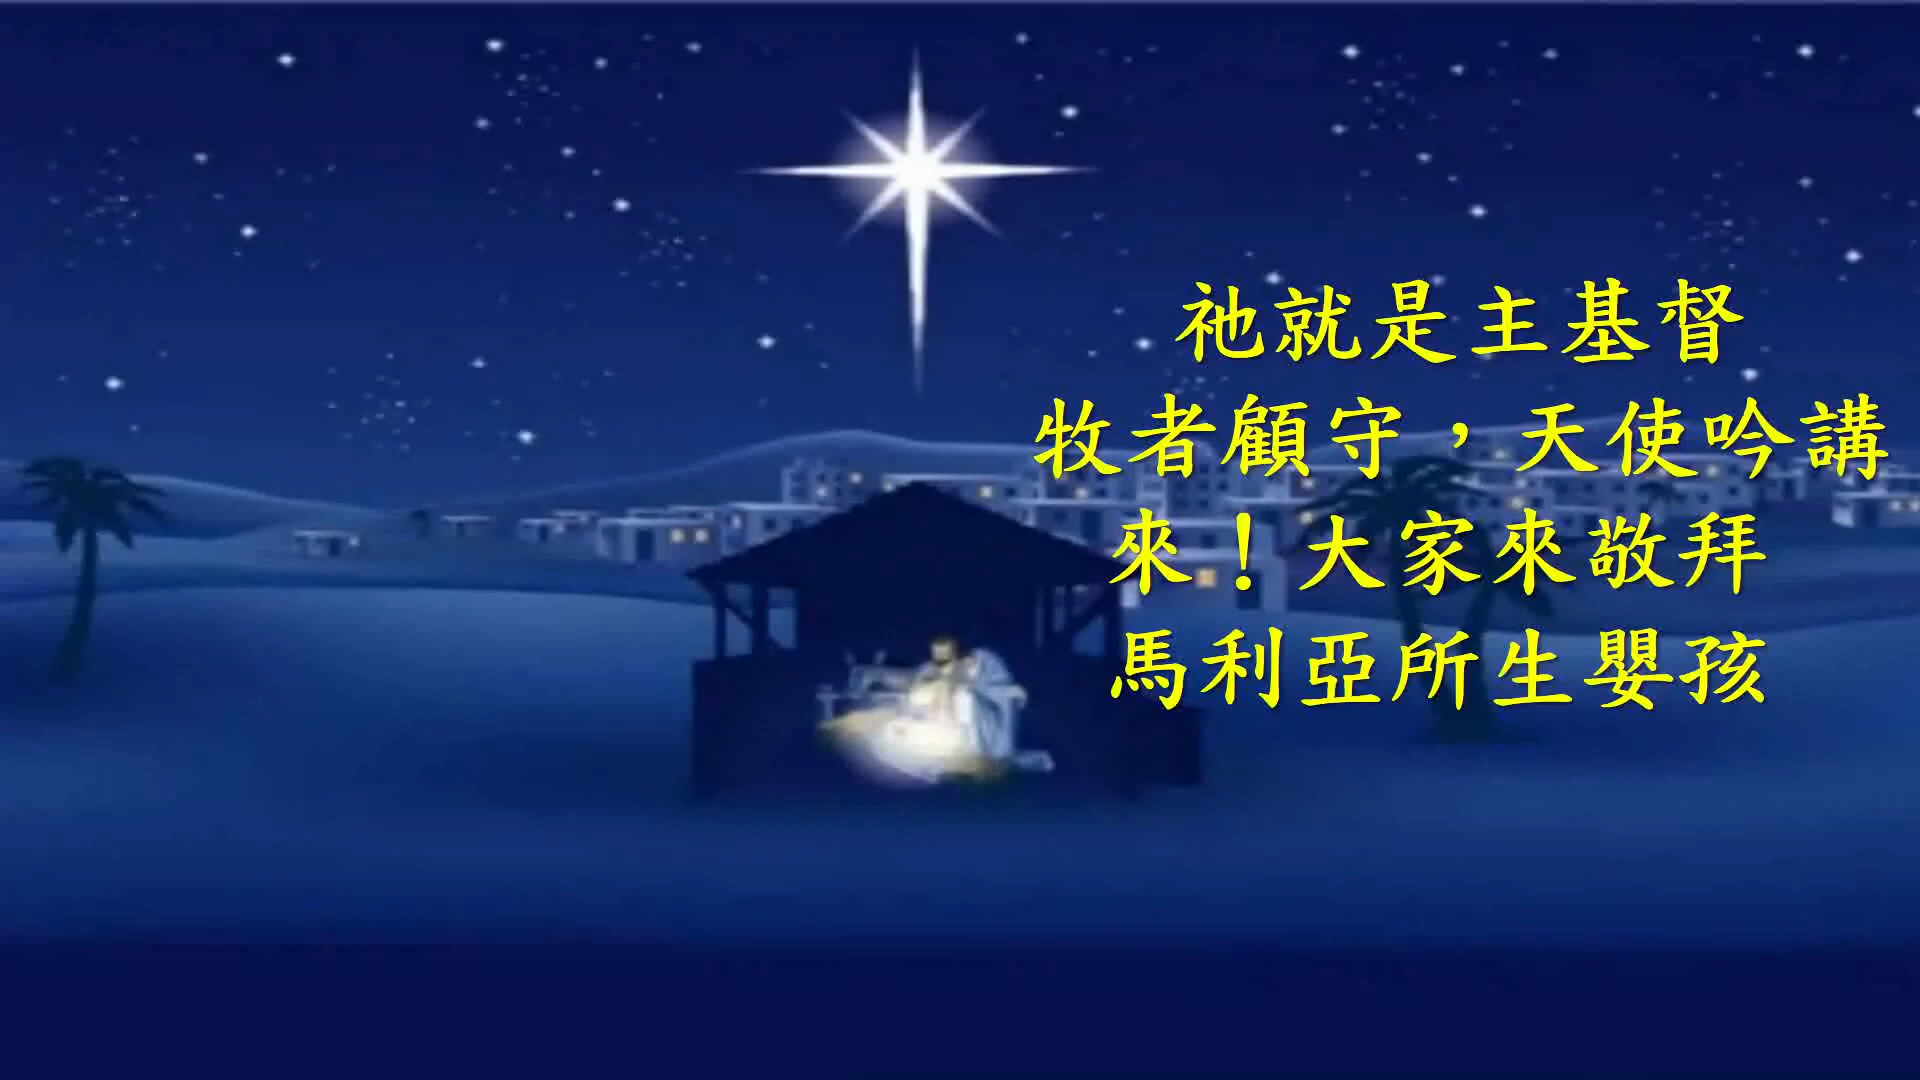 祂就是主基督
牧者顧守，天使吟講
來！大家來敬拜
馬利亞所生嬰孩